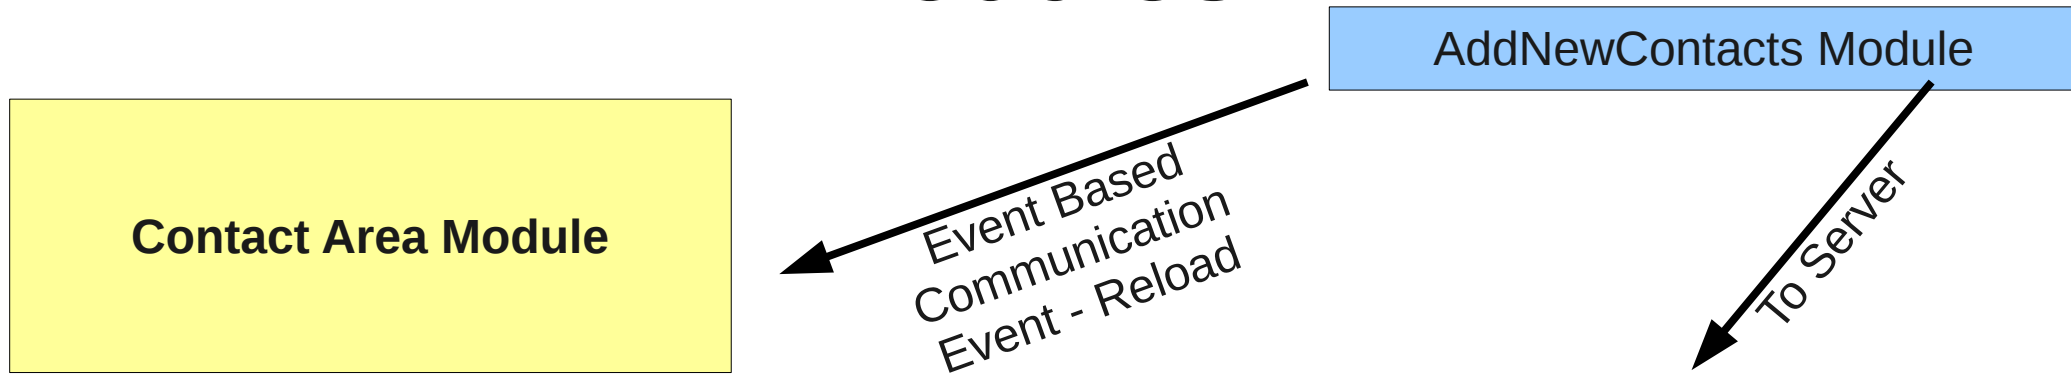 AddNewContacts Module
Contact Area Module
Event Based
Communication
Event - Reload
To Server